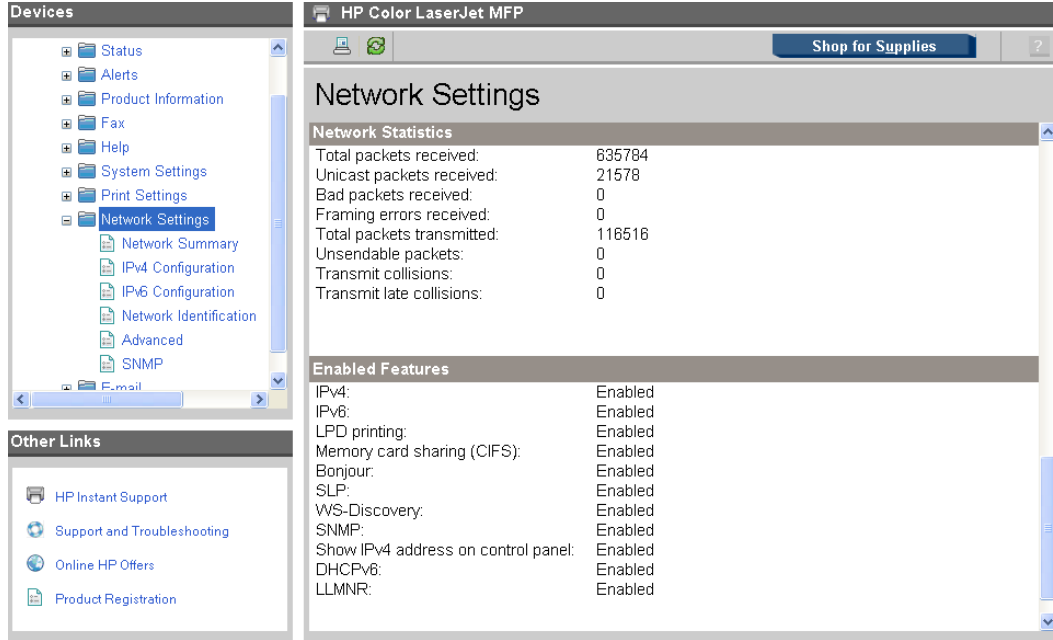 Devices
Status
Alerts
Product Information
Fax
Help
System Settings
Print Settings
Network Settings
Network Summary
IPv4 Configuration
IPv6 Configuration
Network Identification
Advanced
SNMP
E-mail
Other Links
HP Instant Support
Support and Troubleshooting
Online HP Offers
Product Registration
HP Color LaserJet MFP
Shop for Supplies ?
Network Settings
Network Statistics
Total packets received: 635784
Unicast packets received: 21578
Bad packets received: 0
Framing errors received: 0
Total packets transmitted: 116516
Unsendable packets: 0
Transmit collisions: 0
Transmit late collisions: 0
Enabled Features
IPv4: Enabled
IPv6: Enabled
LPD printing: Enabled
Memory card sharing (CIFS): Enabled
Bonjour: Enabled
SLP: Enabled
WS-Discovery: Enabled
SNMP: Enabled
Show IPv4 address on control panel: Enabled
DHCPv6: Enabled
LLMNR: Enabled